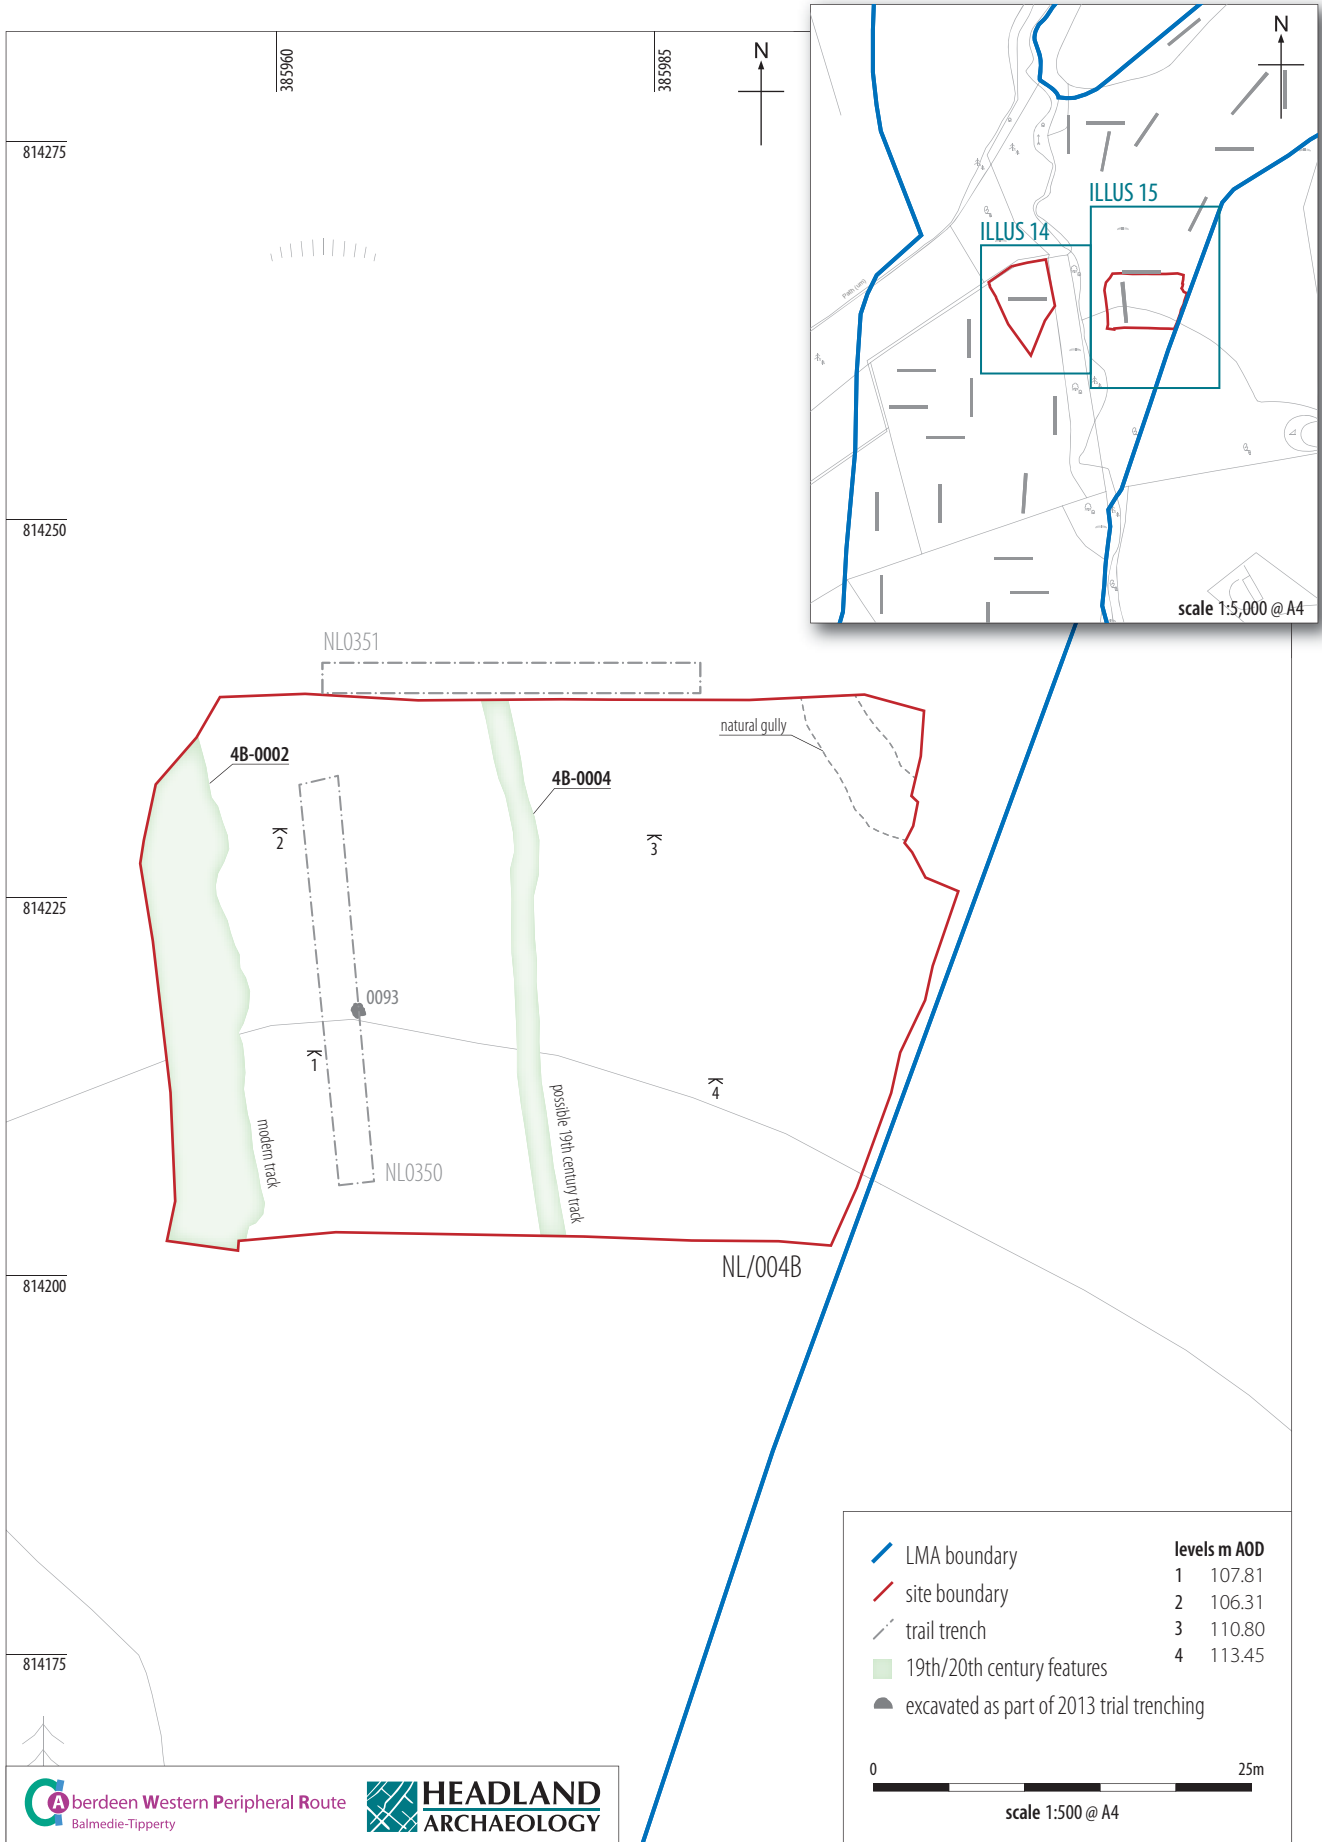 385960
385985
N
814275
814250
814225
814200
814175
N
ILLUS 15
ILLUS 14
Path (um)
scale 1:5,000 @ A4
NL0351
natural gully
4B-0002
4B-0004
K
2
K
3
0093
K
1
K
4
modern track
possible 19th century track
NL0350
NL/004B
LMA boundary
site boundary
trail trench
19th/20th century features
excavated as part of 2013 trial trenching
levels m AOD
1 107.81
2 106.31
3 110.80
4 113.45
0 25m
scale 1:500 @ A4
Aberdeen Western Peripheral Route
Balmedie-Tipperty
HEADLAND
ARCHAEOLOGY